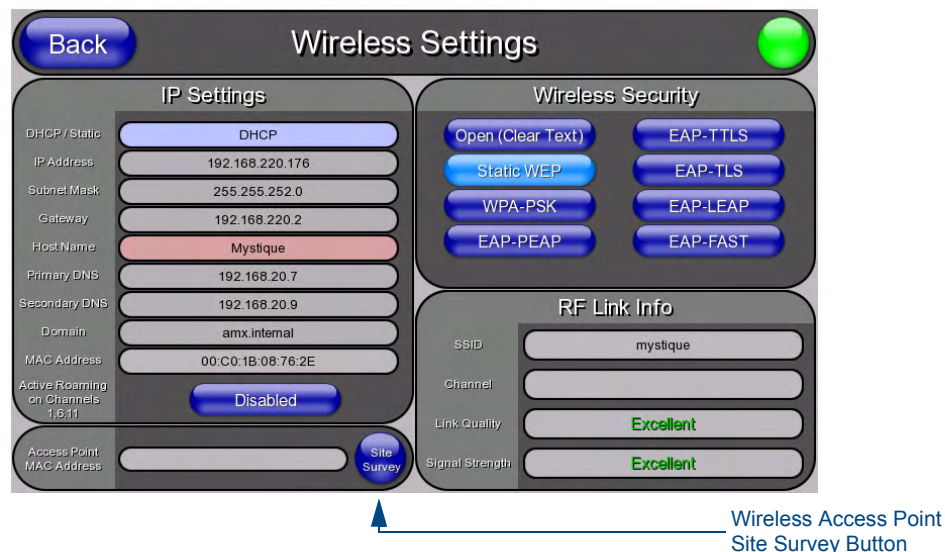 Back
Wireless Settings
IP Settings
DHCP / Static
DHCP
IP Address
192.168.220.176
Subnet Mask
255.255.252.0
Gateway
192.168.220.2
Host Name
Mystique
Primary DNS
192.168.20.7
Secondary DNS
192.168.20.9
Domain
amx.internal
MAC Address
00:C0:1B:08:76:2E
Active Roaming
on Channels
1,6,11
Disabled
Access Point
MAC Address
Site
Survey
Wireless Security
Open (Clear Text)
EAP-TTLS
Static WEP
EAP-TLS
WPA-PSK
EAP-LEAP
EAP-PEAP
EAP-FAST
RF Link Info
SSID
mystique
Channel
Link Quality
Excellent
Signal Strength
Excellent
Wireless Access Point
Site Survey Button